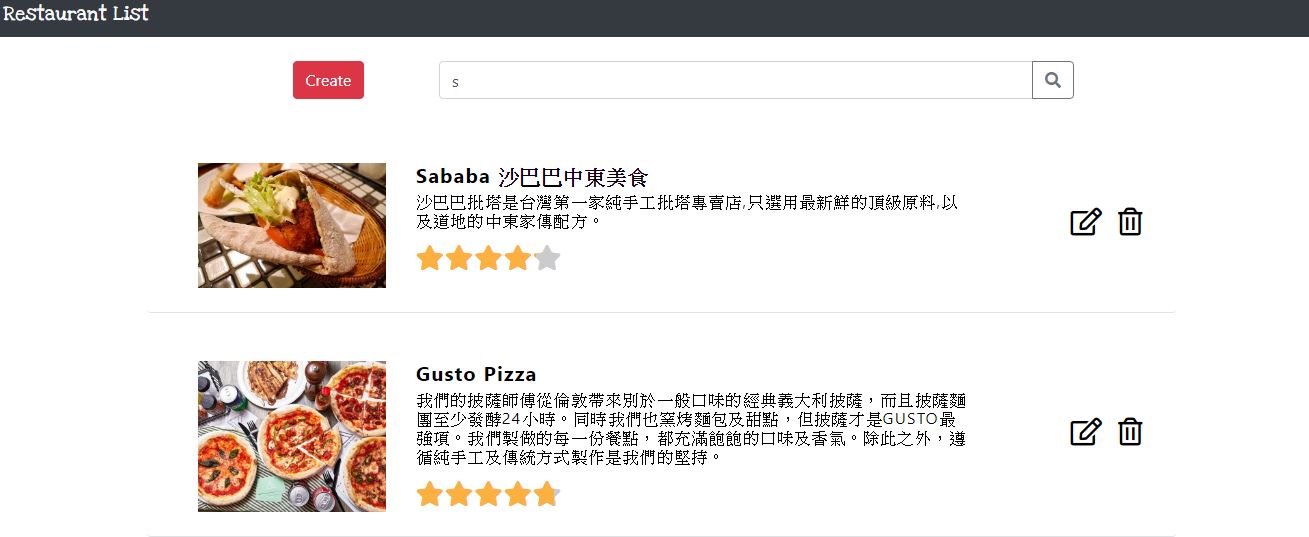 Restaurant List
Create
s
Sababa 沙巴巴中東美食
沙巴巴批塔是台灣第一家純手工批塔專賣店,只選用最新鮮的頂級原料,以
及道地的中東家傳配方。
Gusto Pizza
我們的披薩師傅從倫敦帶來別於一般口味的經典義大利披薩，而且披薩麵
團至少發酵24小時。同時我們也窯烤麵包及甜點，但披薩才是GUSTO最
強項。我們製做的每一份餐點，都充滿飽飽的口味及香氣。除此之外，遵
循純手工及傳統方式製作是我們的堅持。